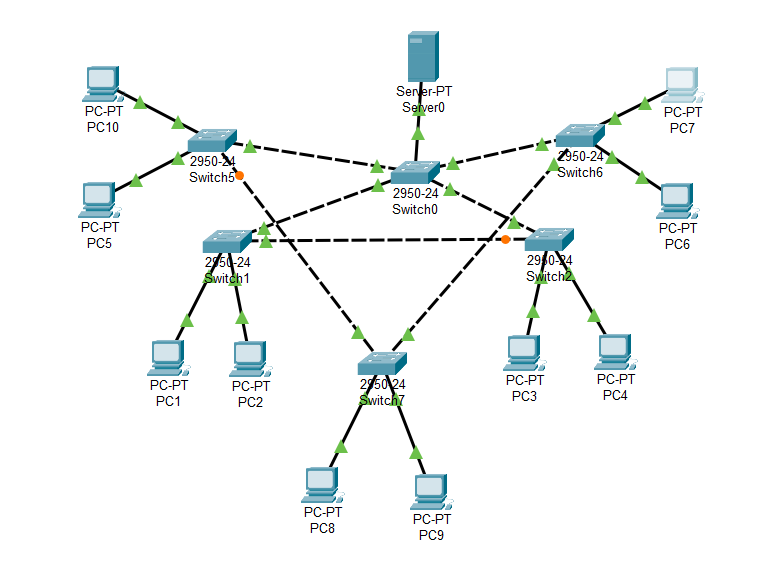 Server-PT
Server0
PC-PT
PC10
PC-PT
PC7
2950-24
Switch5
2950-24
Switch6
2950-24
Switch0
PC-PT
PC5
PC-PT
PC6
2950-24
Switch1
2950-24
Switch2
PC-PT
PC1
PC-PT
PC2
2950-24
Switch7
PC-PT
PC3
PC-PT
PC4
PC-PT
PC8
PC-PT
PC9